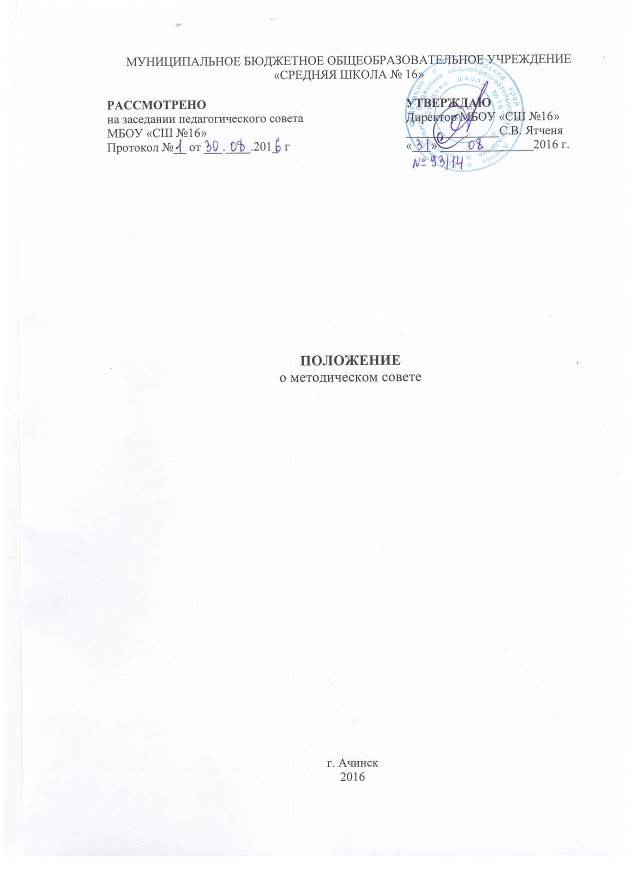 МУНИЦИПАЛЬНОЕ БЮДЖЕТНОЕ ОБЩЕОБРАЗОВАТЕЛЬНОЕ УЧРЕЖДЕНИЕ
«СРЕДНЯЯ ШКОЛА № 16»
РАССМОТРЕНО
на заседании педагогического совета
МБОУ «СШ №16»
Протокол № 1 от 30.08.2016 г
УТВЕРЖДАЮ
Директор МБОУ «СШ №16»
С.В. Ятченя
«31» 08 2016 г.
№ 93/14
ПОЛОЖЕНИЕ
о методическом совете
г. Ачинск
2016